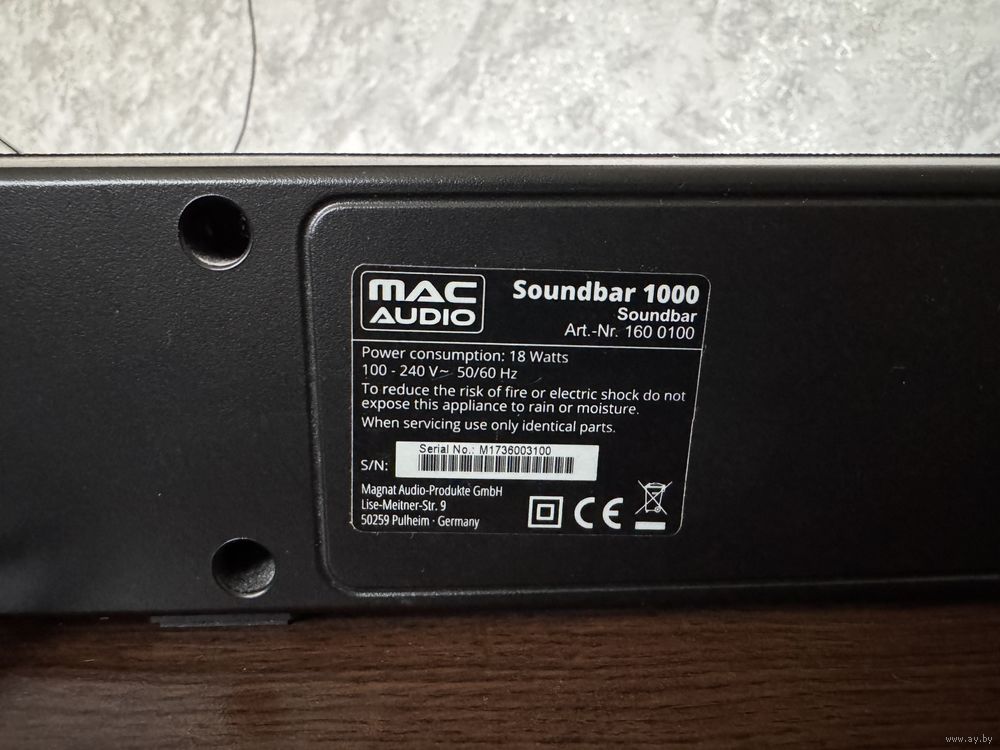 MAC AUDIO
Soundbar 1000
Soundbar
Art.-Nr. 160 0100
Power consumption: 18 Watts
100 - 240 V~ 50/60 Hz
To reduce the risk of fire or electric shock do not
expose this appliance to rain or moisture.
When servicing use only identical parts.
Serial No.: M1736003100
S/N:
Magnat Audio-Produkte GmbH
Lise-Meitner-Str. 9
50259 Pulheim · Germany
CE
www.ay.by